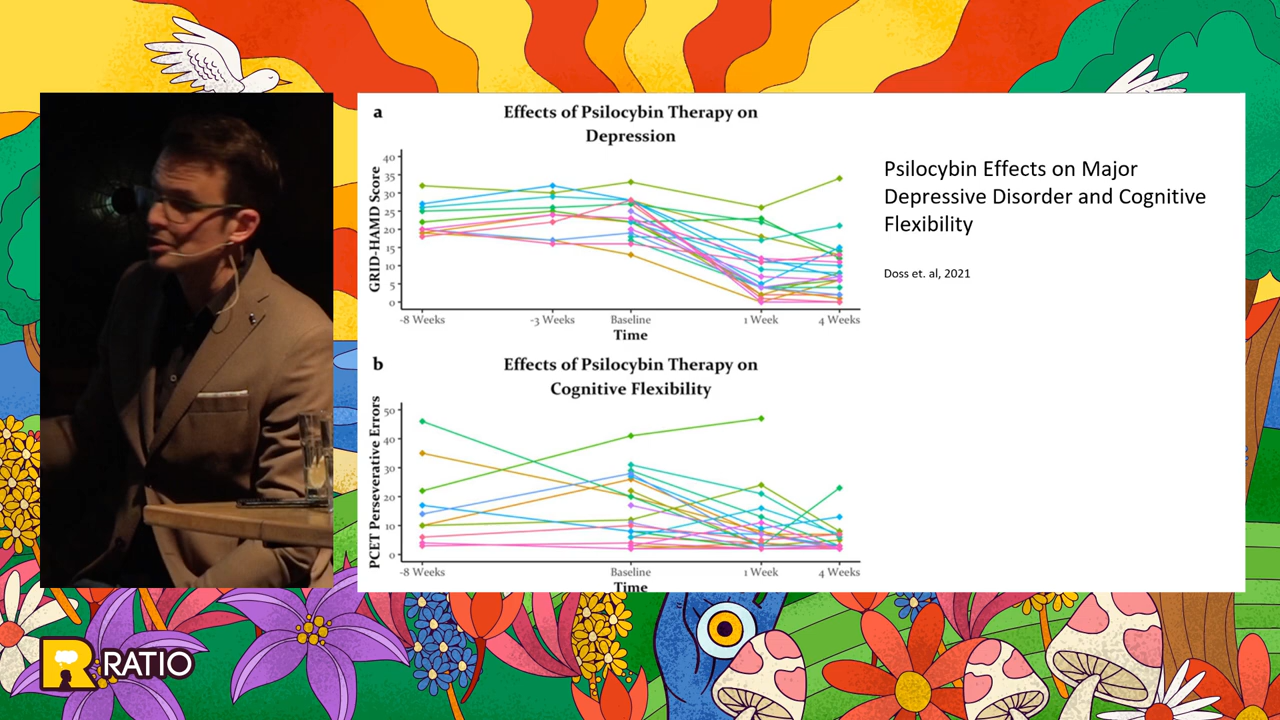 a
Effects of Psilocybin Therapy on
Depression
GRID-HAMD Score
40
35
30
25
20
15
10
5
0
-8 Weeks
-3 Weeks
Baseline
1 Week
4 Weeks
Time
b
Effects of Psilocybin Therapy on
Cognitive Flexibility
PCET Perseverative Errors
50
40
30
20
10
0
-8 Weeks
Baseline
1 Week
4 Weeks
Time
Psilocybin Effects on Major
Depressive Disorder and Cognitive
Flexibility
Doss et. al, 2021
R RATIO